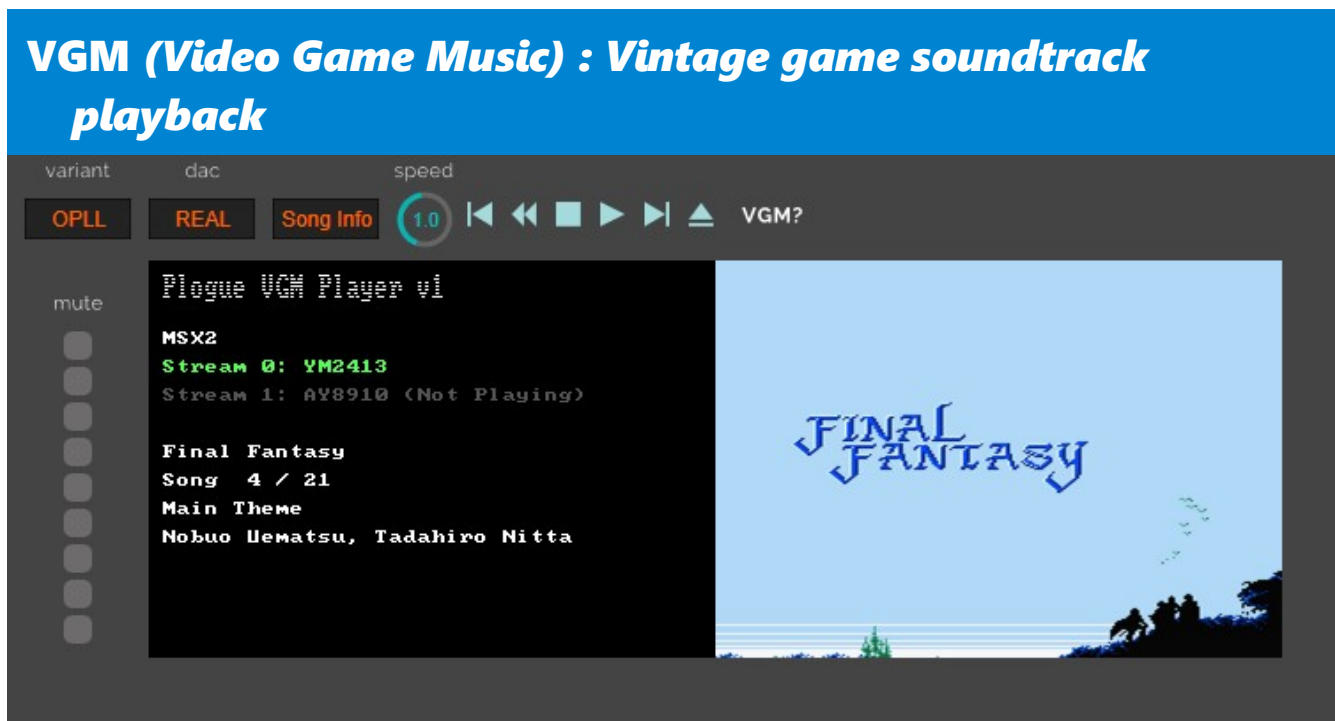 VGM (Video Game Music) : Vintage game soundtrack
playback
variant dac speed
OPLL REAL Song Info 1.0 VGM?
mute
Plogue VGM Player v1
MSX2
Stream 0: YM2413
Stream 1: AY8910 (Not Playing)
Final Fantasy
Song 4 / 21
Main Theme
Nobuo Uematsu, Tadahiro Nitta
FINAL
FANTASY